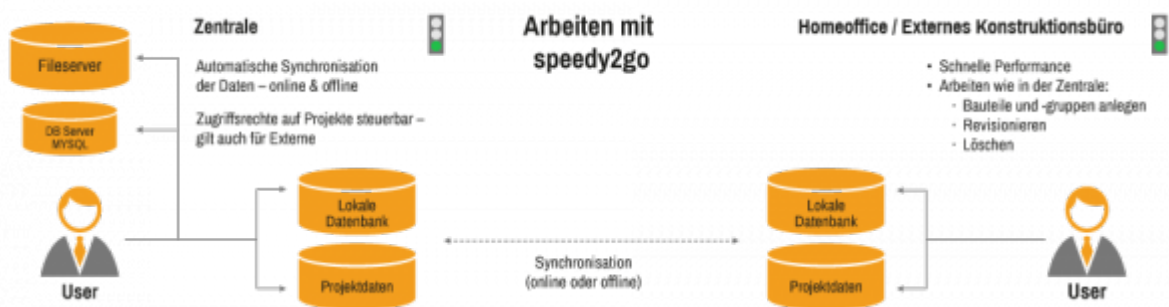 Zentrale
Arbeiten mit
speedy2go
Homeoffice / Externes Konstruktionsbüro
Fileserver
DB Server
MYSQL
Automatische Synchronisation
der Daten – online & offline
Zugriffsrechte auf Projekte steuerbar –
gilt auch für Externe
• Schnelle Performance
• Arbeiten wie in der Zentrale:
- Bauteile und -gruppen anlegen
- Revisionieren
- Löschen
User
Lokale
Datenbank
Projektdaten
Synchronisation
(online oder offline)
Lokale
Datenbank
Projektdaten
User